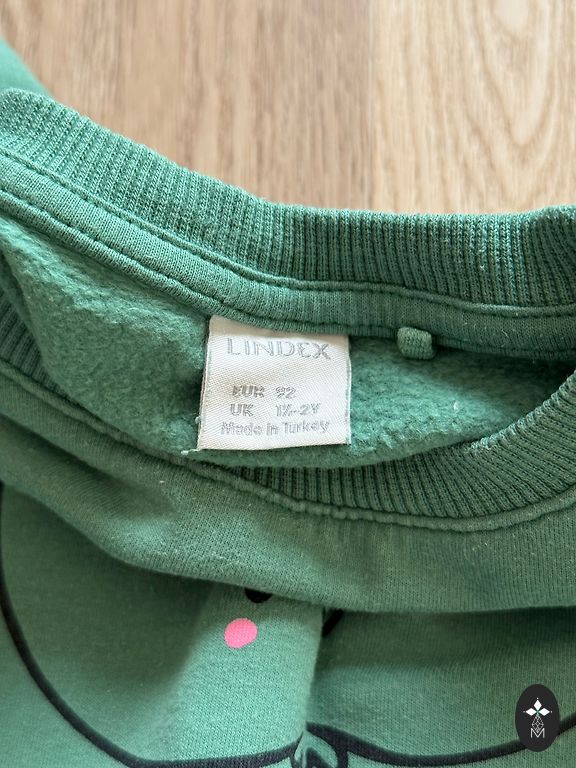 LINDEX
EUR 92
UK 1½-2Y
Made in Turkey
M